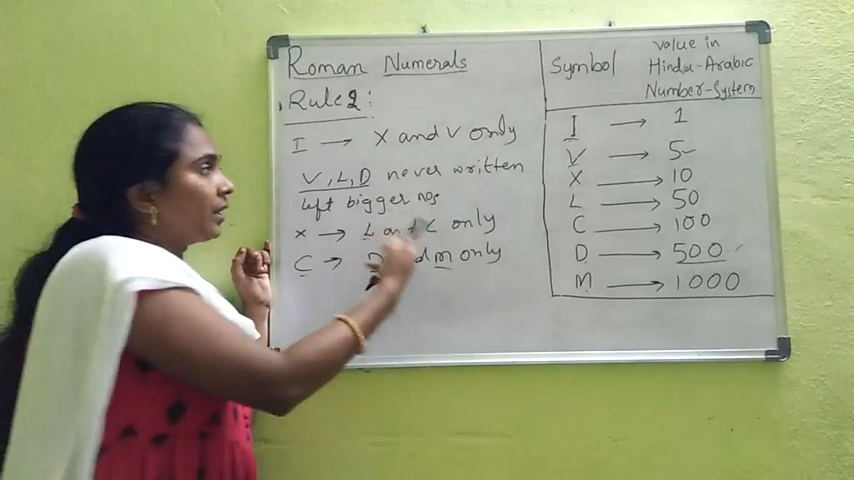 Roman Numerals
Rule 2:
I → X and V only
V, L, D never written
left bigger nos
X → L and C only
C → D and M only
Symbol
value in
Hindu-Arabic
Number-System
I → 1
V → 5
X → 10
L → 50
C → 100
D → 500
M → 1000